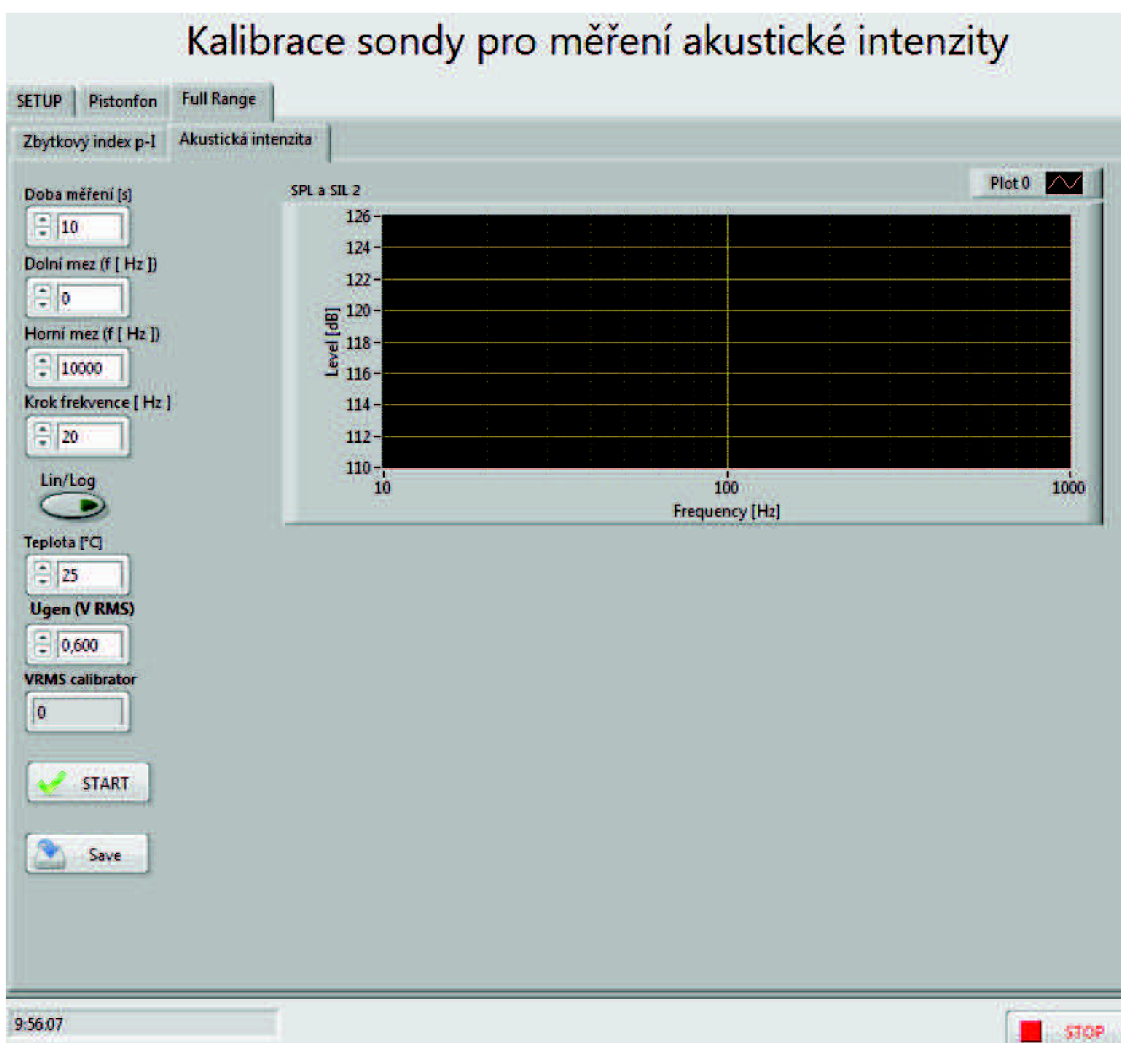 Kalibrace sondy pro měření akustické intenzity
SETUP Pistonfon Full Range
Zbytkový index p-I Akustická intenzita
Doba měření [s]
10
Dolní mez (f [ Hz ])
0
Horní mez (f [ Hz ])
10000
Krok frekvence [ Hz ]
20
Lin/Log
Teplota [°C]
25
Ugen (V RMS)
0,600
VRMS calibrator
0
START
Save
SPL a SIL 2
Plot 0
126
124
122
120
118
116
114
112
110
Level [dB]
10 100 1000
Frequency [Hz]
9:56:07
STOP